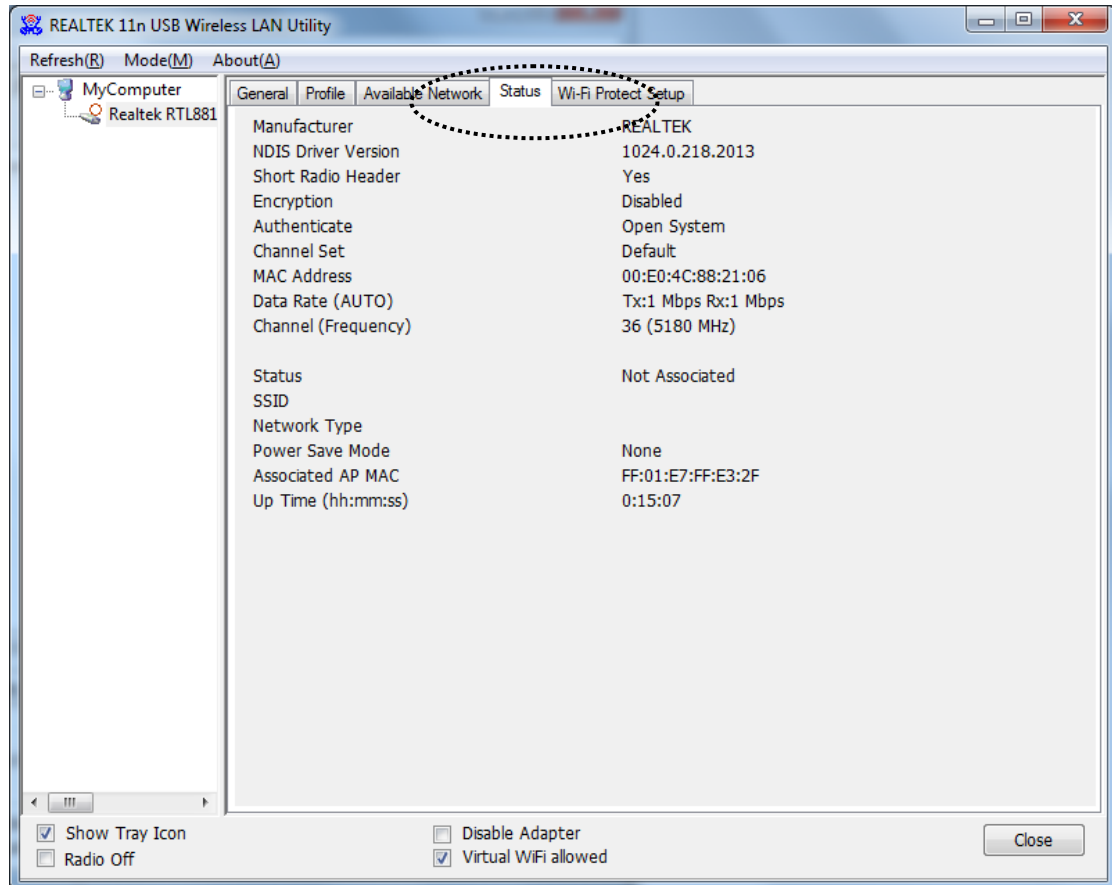 REALTEK 11n USB Wireless LAN Utility
Refresh(R) Mode(M) About(A)
MyComputer
Realtek RTL881
General Profile Available Network Status Wi-Fi Protect Setup
Manufacturer REALTEK
NDIS Driver Version 1024.0.218.2013
Short Radio Header Yes
Encryption Disabled
Authenticate Open System
Channel Set Default
MAC Address 00:E0:4C:88:21:06
Data Rate (AUTO) Tx:1 Mbps Rx:1 Mbps
Channel (Frequency) 36 (5180 MHz)
Status Not Associated
SSID
Network Type
Power Save Mode None
Associated AP MAC FF:01:E7:FF:E3:2F
Up Time (hh:mm:ss) 0:15:07
Show Tray Icon Disable Adapter
Radio Off Virtual WiFi allowed
Close